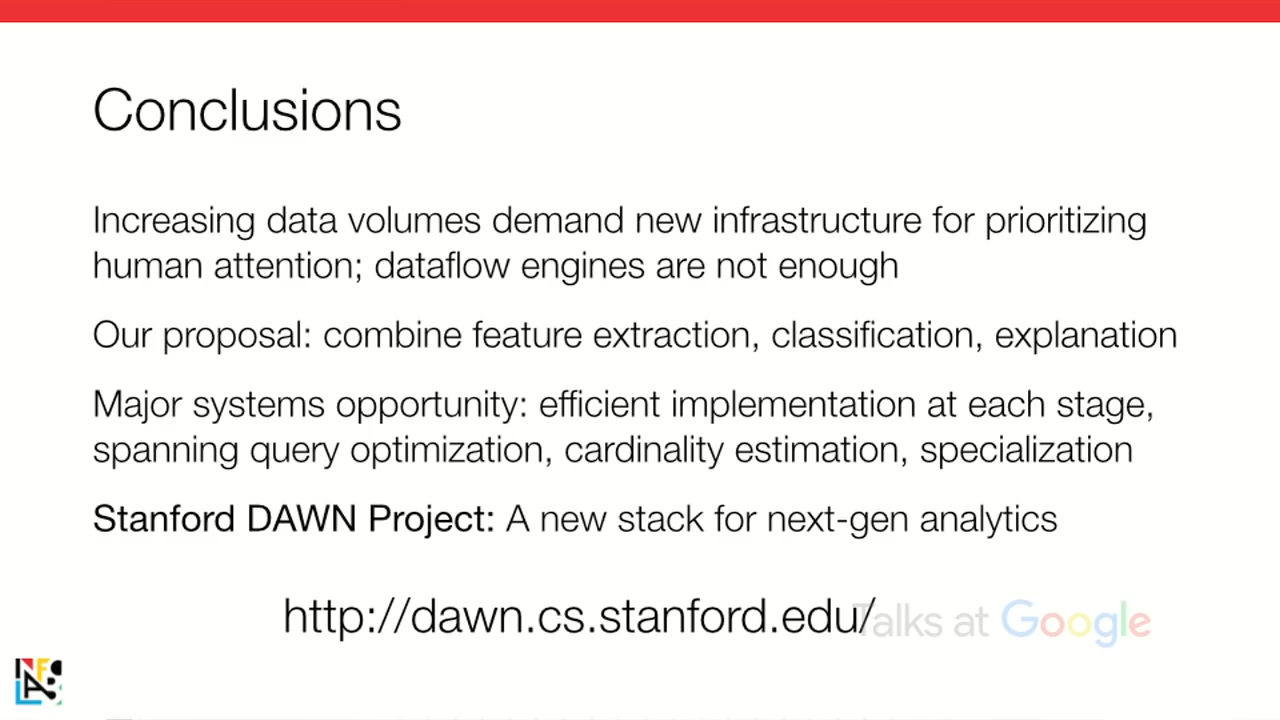 Conclusions
Increasing data volumes demand new infrastructure for prioritizing
human attention; dataflow engines are not enough
Our proposal: combine feature extraction, classification, explanation
Major systems opportunity: efficient implementation at each stage,
spanning query optimization, cardinality estimation, specialization
Stanford DAWN Project: A new stack for next-gen analytics
http://dawn.cs.stanford.edu/
Talks at Google
INFO
LAB